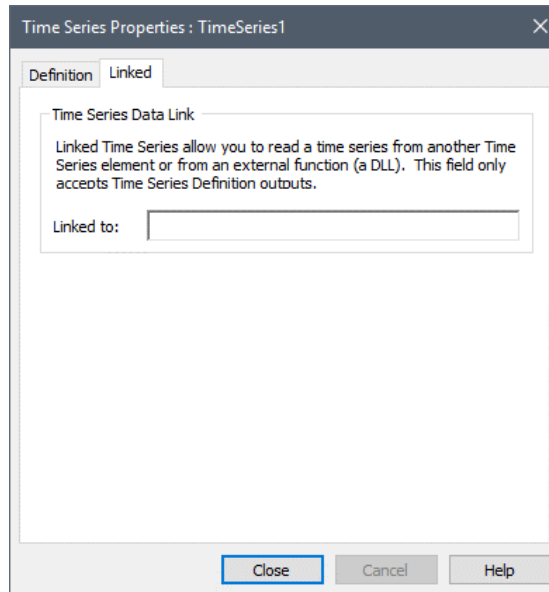 Time Series Properties : TimeSeries1
Definition Linked
Time Series Data Link
Linked Time Series allow you to read a time series from another Time
Series element or from an external function (a DLL). This field only
accepts Time Series Definition outputs.
Linked to:
Close Cancel Help